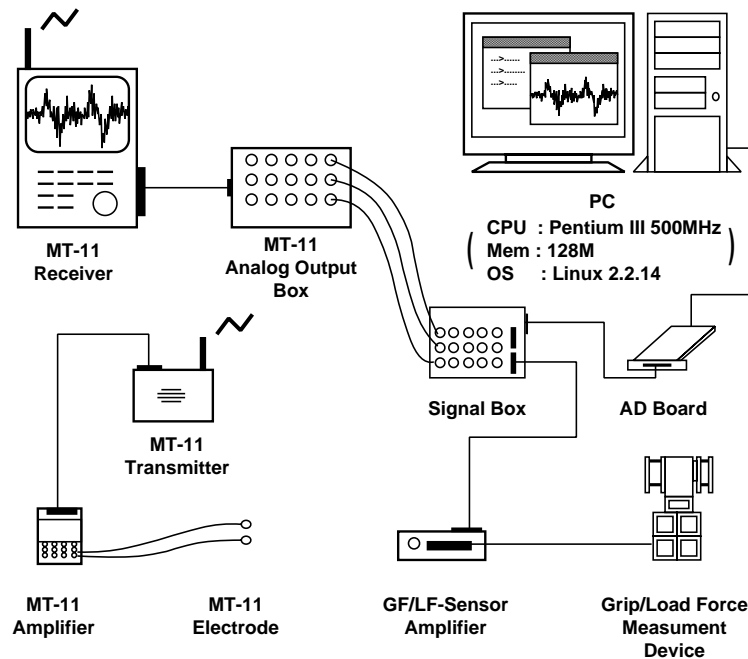 --->.....
--->.......
--->.....
PC
( CPU : Pentium III 500MHz )
Mem : 128M
OS : Linux 2.2.14
MT-11
Receiver
MT-11
Analog Output
Box
Signal Box
AD Board
MT-11
Transmitter
MT-11
Amplifier
MT-11
Electrode
GF/LF-Sensor
Amplifier
Grip/Load Force
Measument
Device